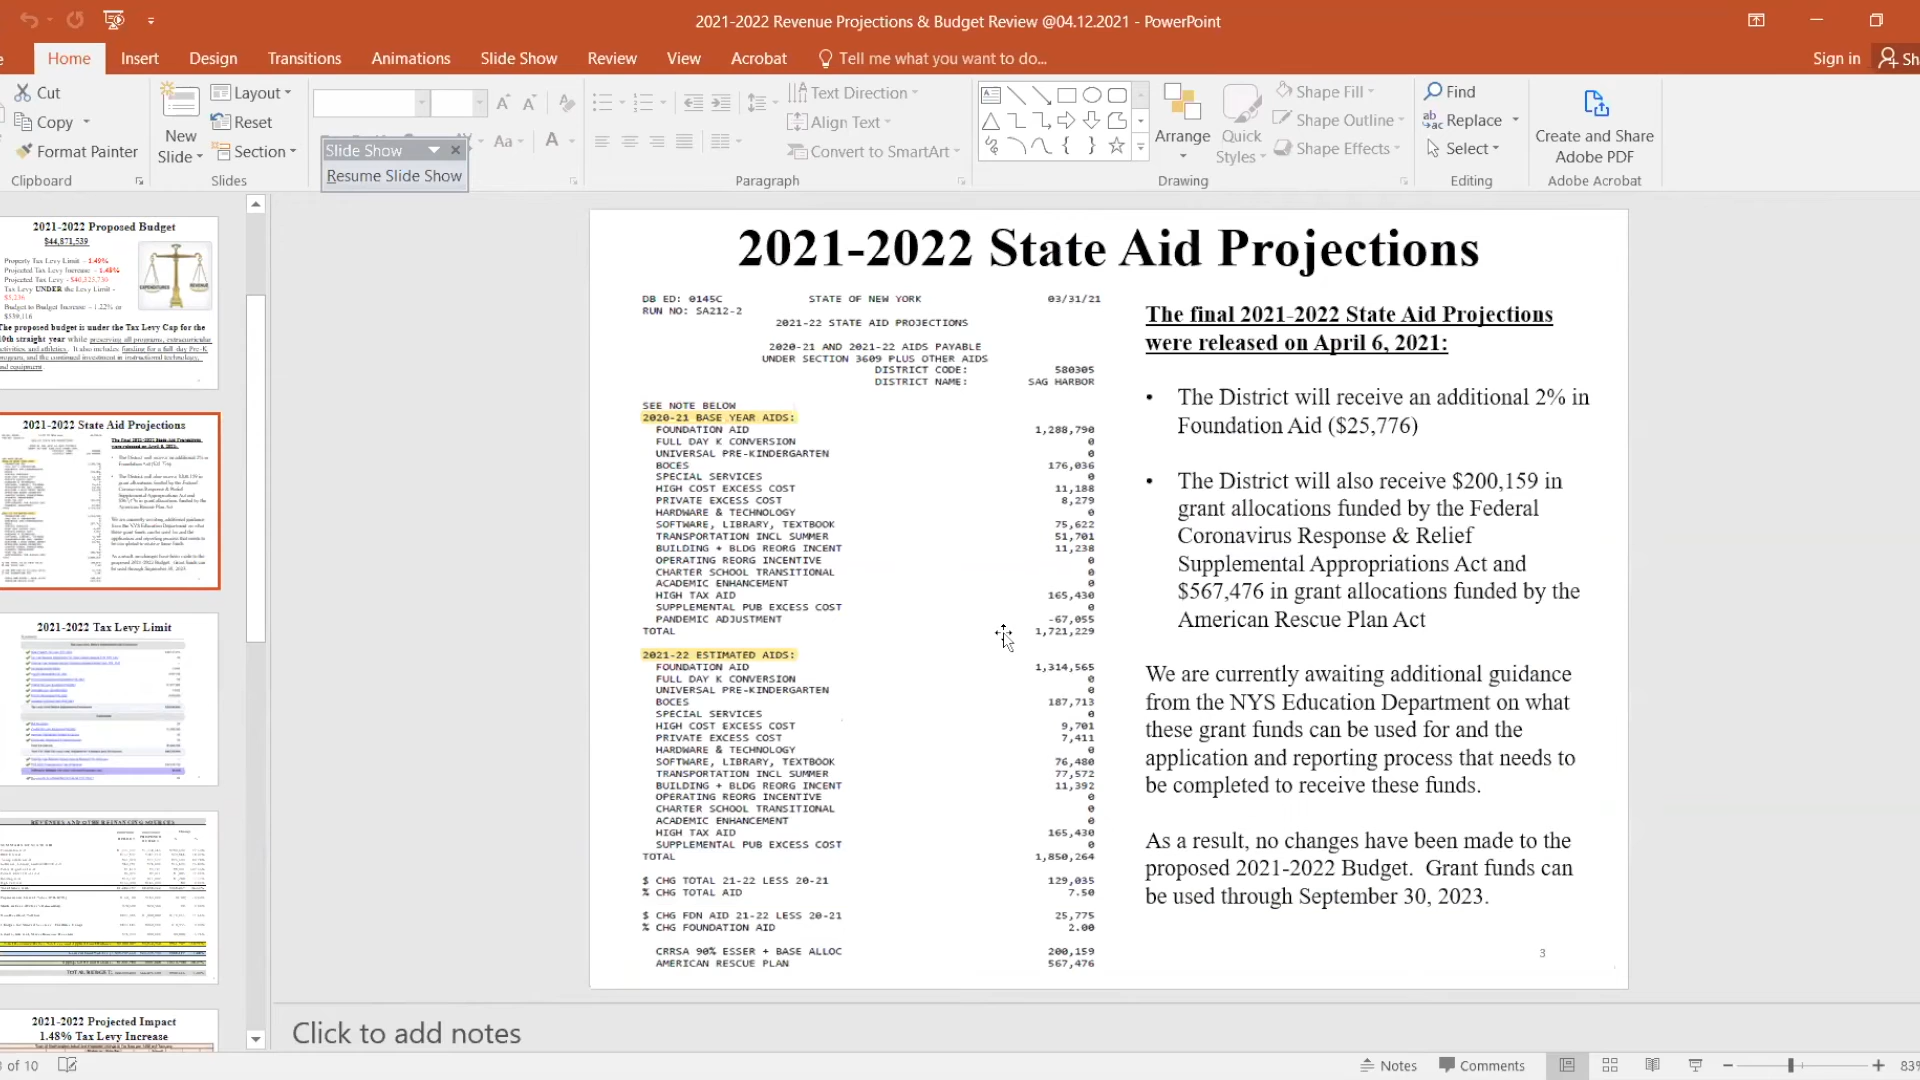 2021-2022 Revenue Projections & Budget Review @04.12.2021 - PowerPoint
Home Insert Design Transitions Animations Slide Show Review View Acrobat Tell me what you want to do... Sign in
Cut
Copy
Format Painter
Clipboard
New Slide
Layout
Reset
Section
Slides
Slide Show
Resume Slide Show
Text Direction
Align Text
Convert to SmartArt
Paragraph
Arrange
Quick Styles
Shape Fill
Shape Outline
Shape Effects
Drawing
Find
Replace
Select
Editing
Create and Share
Adobe PDF
Adobe Acrobat
2021-2022 Proposed Budget
$44,871,539
2021-2022 State Aid Projections
2021-2022 Tax Levy Limit
2021-2022 Projected Impact
1.48% Tax Levy Increase
2021-2022 State Aid Projections
DB ED: 0145C STATE OF NEW YORK 03/31/21
RUN NO: SA212-2
2021-22 STATE AID PROJECTIONS
2020-21 AND 2021-22 AIDS PAYABLE
UNDER SECTION 3609 PLUS OTHER AIDS
DISTRICT CODE: 580305
DISTRICT NAME: SAG HARBOR
SEE NOTE BELOW
2020-21 BASE YEAR AIDS:
FOUNDATION AID 1,288,790
FULL DAY K CONVERSION 0
UNIVERSAL PRE-KINDERGARTEN 0
BOCES 176,036
SPECIAL SERVICES 0
HIGH COST EXCESS COST 11,188
PRIVATE EXCESS COST 8,279
HARDWARE & TECHNOLOGY 0
SOFTWARE, LIBRARY, TEXTBOOK 75,622
TRANSPORTATION INCL SUMMER 51,701
BUILDING + BLDG REORG INCENT 11,238
OPERATING REORG INCENTIVE 0
CHARTER SCHOOL TRANSITIONAL 0
ACADEMIC ENHANCEMENT 0
HIGH TAX AID 165,430
SUPPLEMENTAL PUB EXCESS COST 0
PANDEMIC ADJUSTMENT -67,055
TOTAL 1,721,229
2021-22 ESTIMATED AIDS:
FOUNDATION AID 1,314,565
FULL DAY K CONVERSION 0
UNIVERSAL PRE-KINDERGARTEN 0
BOCES 187,713
SPECIAL SERVICES 0
HIGH COST EXCESS COST 9,701
PRIVATE EXCESS COST 7,411
HARDWARE & TECHNOLOGY 0
SOFTWARE, LIBRARY, TEXTBOOK 76,480
TRANSPORTATION INCL SUMMER 77,572
BUILDING + BLDG REORG INCENT 11,392
OPERATING REORG INCENTIVE 0
CHARTER SCHOOL TRANSITIONAL 0
ACADEMIC ENHANCEMENT 0
HIGH TAX AID 165,430
SUPPLEMENTAL PUB EXCESS COST 0
TOTAL 1,850,264
$ CHG TOTAL 21-22 LESS 20-21 129,035
% CHG TOTAL AID 7.50
$ CHG FDN AID 21-22 LESS 20-21 25,775
% CHG FOUNDATION AID 2.00
CRRSA 90% ESSER + BASE ALLOC 200,159
AMERICAN RESCUE PLAN 567,476
The final 2021-2022 State Aid Projections
were released on April 6, 2021:
• The District will receive an additional 2% in
Foundation Aid ($25,776)
• The District will also receive $200,159 in
grant allocations funded by the Federal
Coronavirus Response & Relief
Supplemental Appropriations Act and
$567,476 in grant allocations funded by the
American Rescue Plan Act
We are currently awaiting additional guidance
from the NYS Education Department on what
these grant funds can be used for and the
application and reporting process that needs to
be completed to receive these funds.
As a result, no changes have been made to the
proposed 2021-2022 Budget. Grant funds can
be used through September 30, 2023.
3
Click to add notes
of 10
Notes Comments 83%